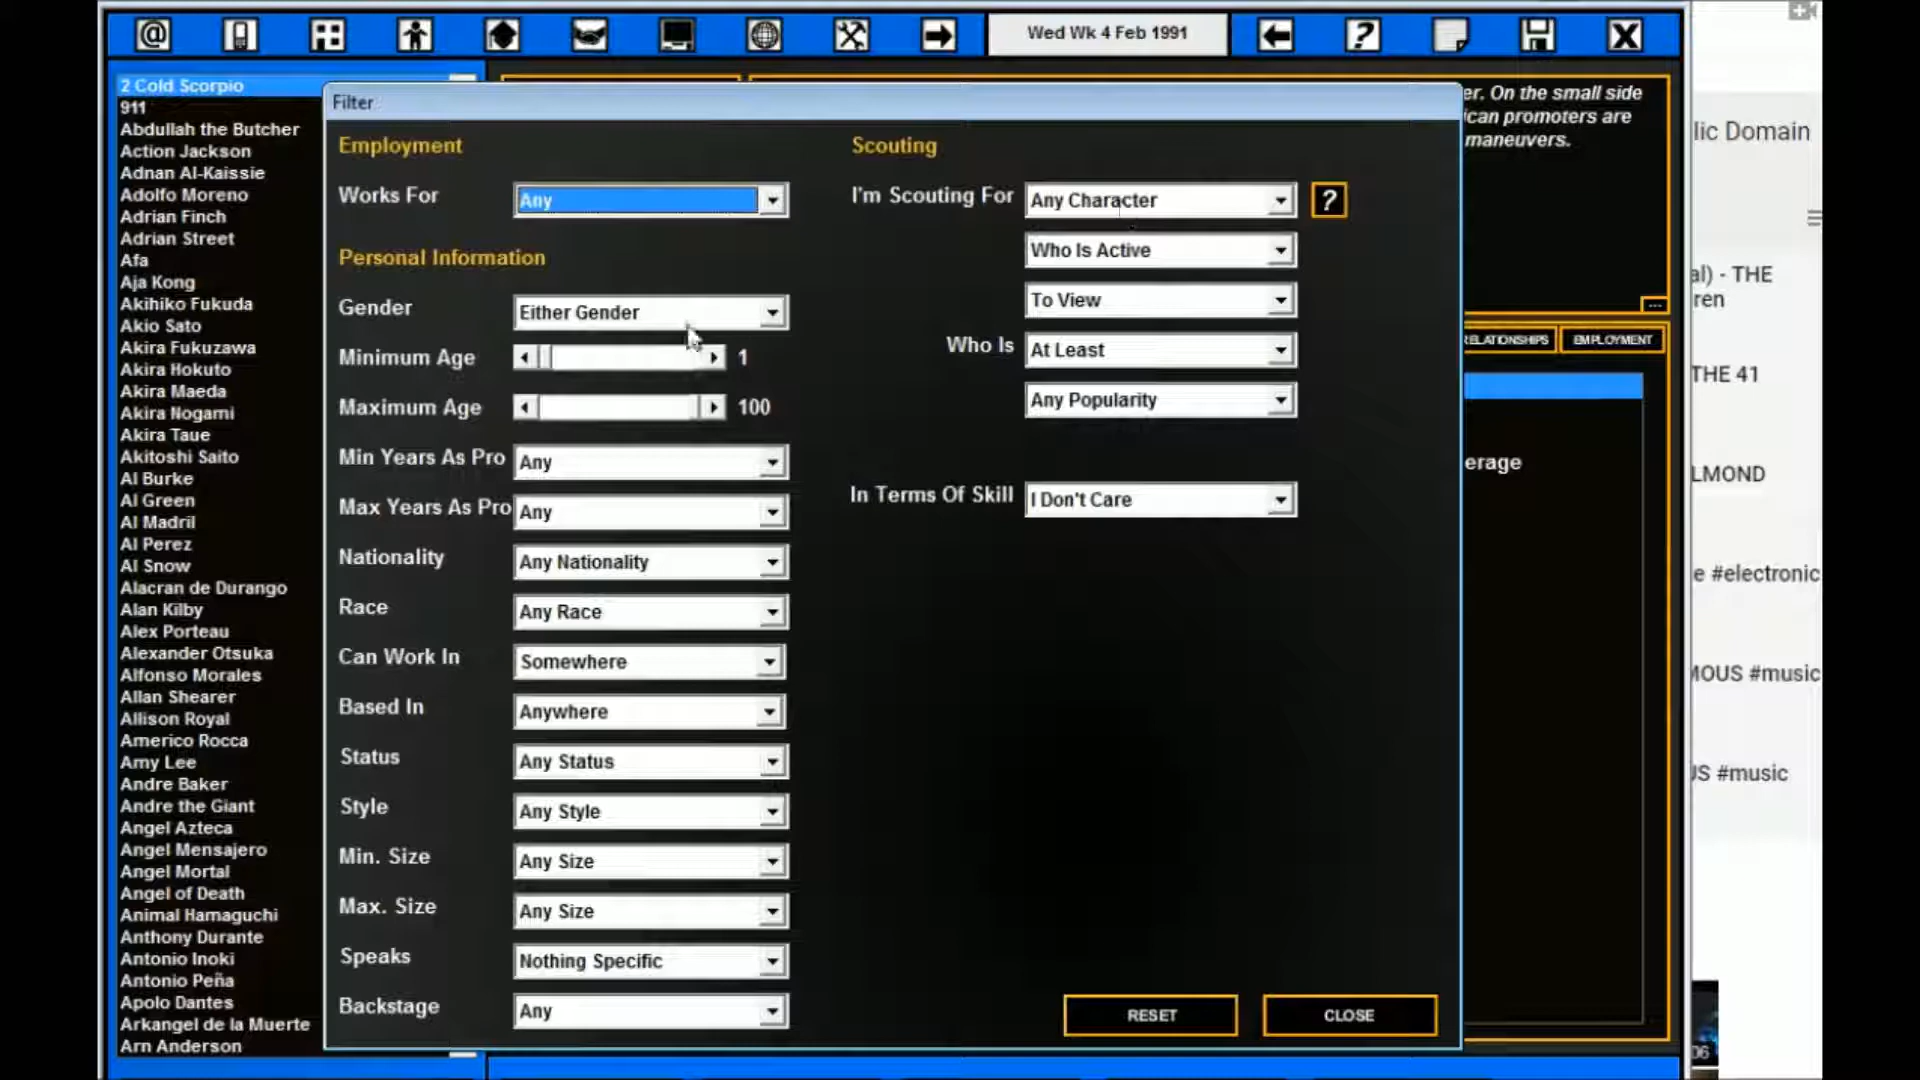 Wed Wk 4 Feb 1991
2 Cold Scorpio
911
Abdullah the Butcher
Action Jackson
Adnan Al-Kaissie
Adolfo Moreno
Adrian Finch
Adrian Street
Afa
Aja Kong
Akihiko Fukuda
Akio Sato
Akira Fukuzawa
Akira Hokuto
Akira Maeda
Akira Nogami
Akira Taue
Akitoshi Saito
Al Burke
Al Green
Al Madril
Al Perez
Al Snow
Alacran de Durango
Alan Kilby
Alex Porteau
Alexander Otsuka
Alfonso Morales
Allan Shearer
Allison Royal
Americo Rocca
Amy Lee
Andre Baker
Andre the Giant
Angel Azteca
Angel Mensajero
Angel Mortal
Angel of Death
Animal Hamaguchi
Anthony Durante
Antonio Inoki
Antonio Peña
Apolo Dantes
Arkangel de la Muerte
Arn Anderson
Filter
Employment
Works For Any
Personal Information
Gender Either Gender
Minimum Age 1
Maximum Age 100
Min Years As Pro Any
Max Years As Pro Any
Nationality Any Nationality
Race Any Race
Can Work In Somewhere
Based In Anywhere
Status Any Status
Style Any Style
Min. Size Any Size
Max. Size Any Size
Speaks Nothing Specific
Backstage Any
Scouting
I'm Scouting For Any Character ?
Who Is Active
To View
Who Is At Least
Any Popularity
In Terms Of Skill I Don't Care
RESET CLOSE
er. On the small side
ican promoters are
maneuvers.
...
RELATIONSHIPS EMPLOYMENT
erage
lic Domain
al) - THE
ren
THE 41
LMOND
e #electronic
MOUS #music
US #music
06